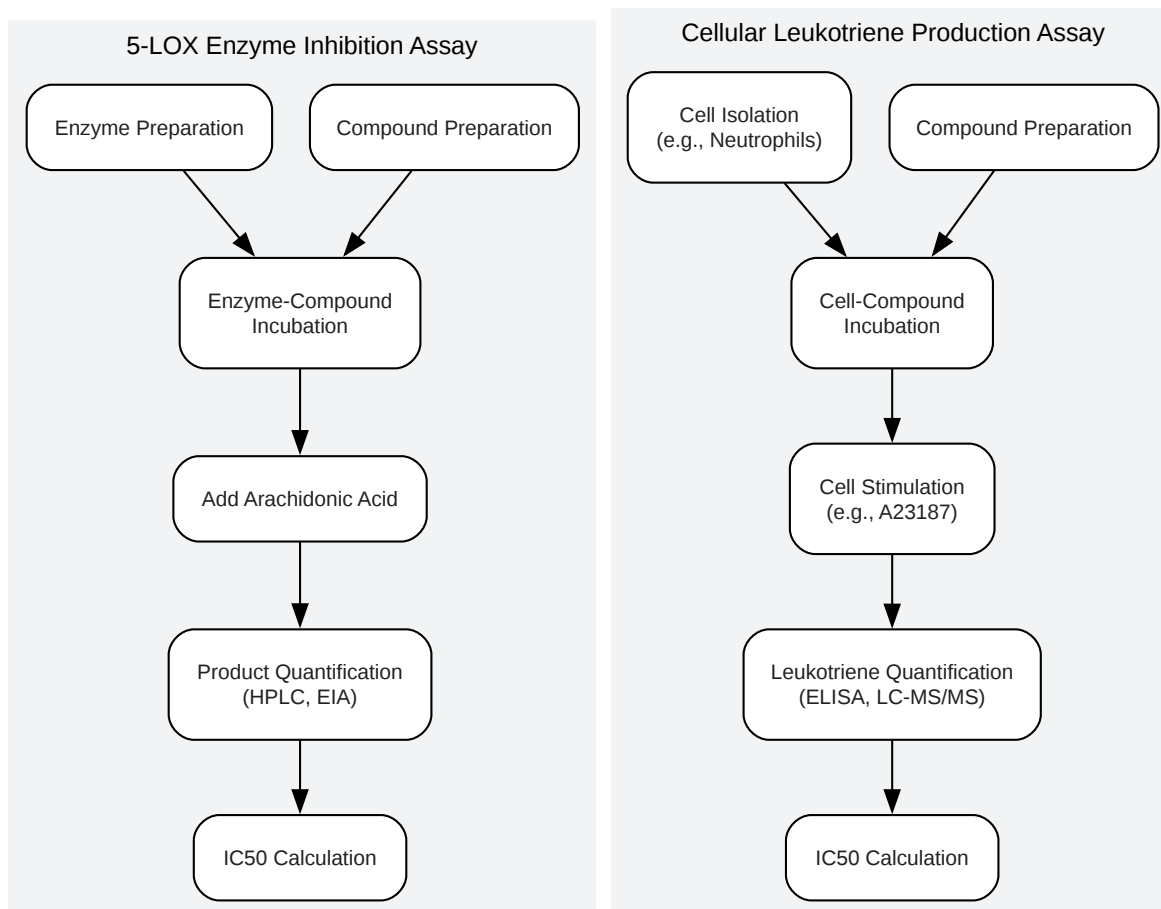 5-LOX Enzyme Inhibition Assay
Enzyme Preparation
Compound Preparation
Enzyme-Compound
Incubation
Add Arachidonic Acid
Product Quantification
(HPLC, EIA)
IC50 Calculation
Cellular Leukotriene Production Assay
Cell Isolation
(e.g., Neutrophils)
Compound Preparation
Cell-Compound
Incubation
Cell Stimulation
(e.g., A23187)
Leukotriene Quantification
(ELISA, LC-MS/MS)
IC50 Calculation